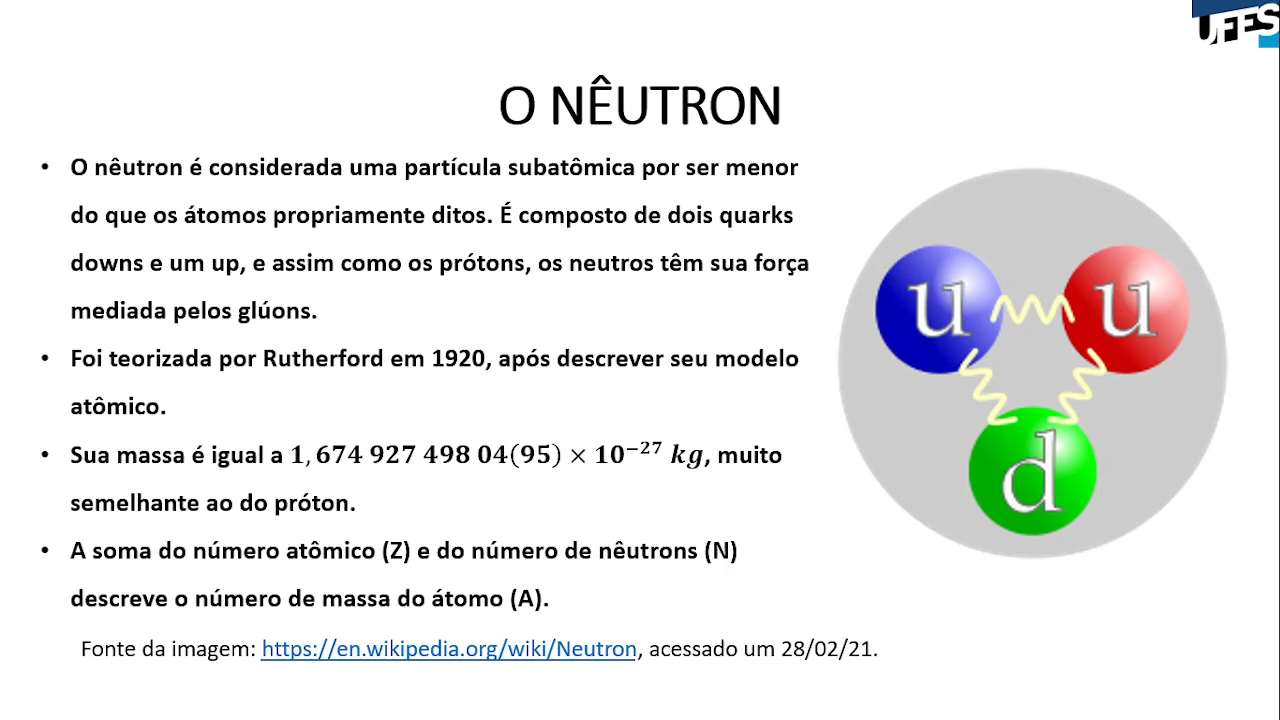 UFES
O NÊUTRON
• O nêutron é considerada uma partícula subatômica por ser menor
do que os átomos propriamente ditos. É composto de dois quarks
downs e um up, e assim como os prótons, os neutros têm sua força
mediada pelos glúons.
• Foi teorizada por Rutherford em 1920, após descrever seu modelo
atômico.
• Sua massa é igual a 1,674 927 498 04(95) × 10⁻²⁷ kg, muito
semelhante ao do próton.
• A soma do número atômico (Z) e do número de nêutrons (N)
descreve o número de massa do átomo (A).
u u
d
Fonte da imagem: https://en.wikipedia.org/wiki/Neutron, acessado um 28/02/21.